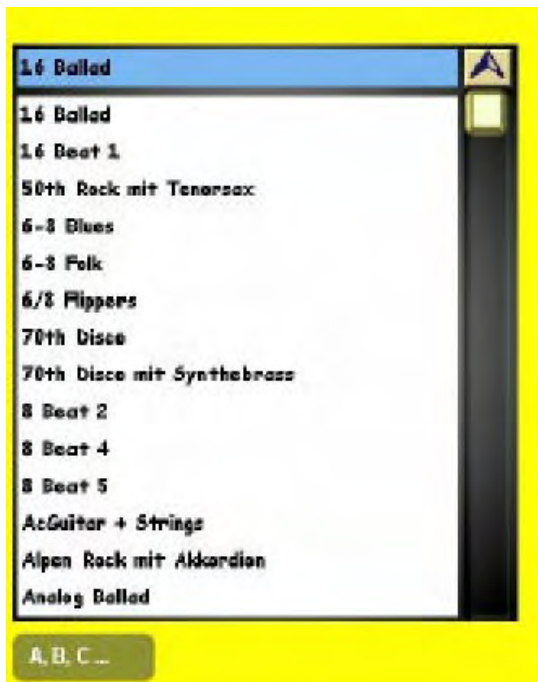 16 Ballad
16 Ballad
16 Beat 1
50th Rock mit Tenorsax
6-8 Blues
6-8 Folk
6/8 Flippers
70th Disco
70th Disco mit Synthebrass
8 Beat 2
8 Beat 4
8 Beat 5
AcGuitar + Strings
Alpen Rock mit Akkordion
Analog Ballad
A, B, C ...